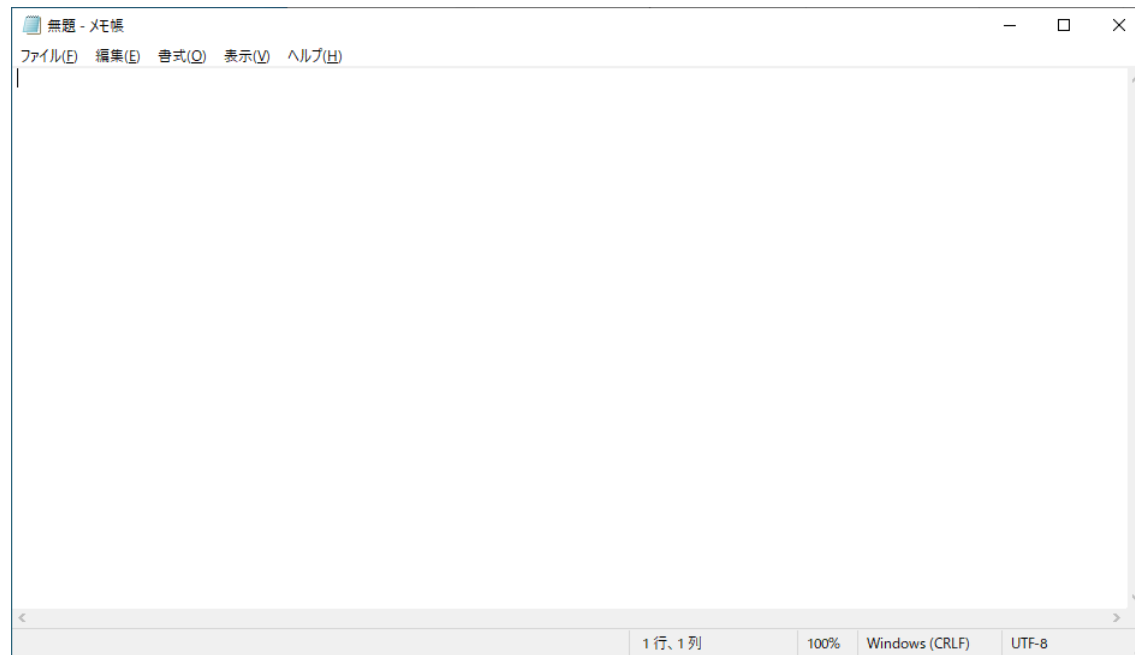 無題 - メモ帳
ファイル(F) 編集(E) 書式(O) 表示(V) ヘルプ(H)
1 行、1 列 100% Windows (CRLF) UTF-8